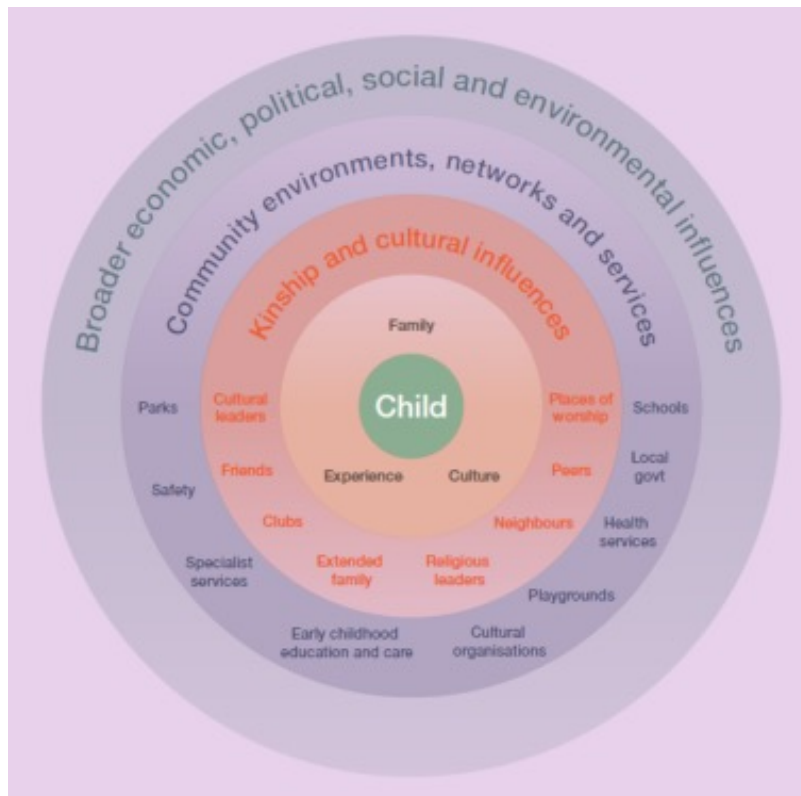 Broader economic, political, social and environmental influences
Community environments, networks and services
Kinship and cultural influences
Family
Child
Experience
Culture
Cultural
leaders
Friends
Clubs
Extended
family
Religious
leaders
Neighbours
Peers
Places of
worship
Parks
Safety
Specialist
services
Early childhood
education and care
Cultural
organisations
Playgrounds
Health
services
Local
govt
Schools